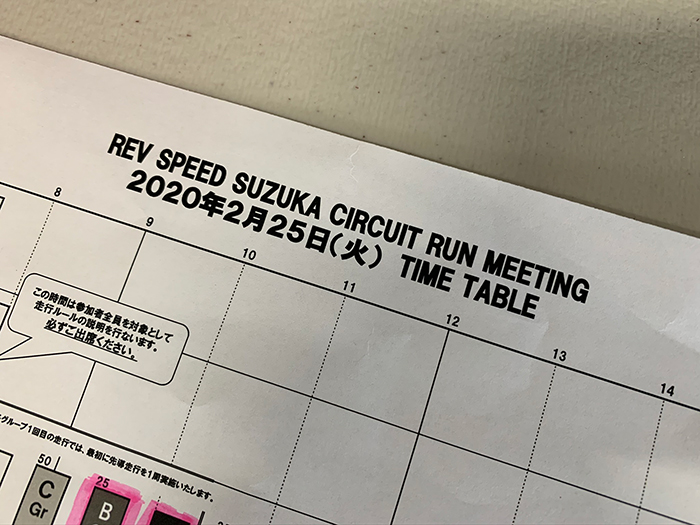 REV SPEED SUZUKA CIRCUIT RUN MEETING
2020年2月25日(火) TIME TABLE
8
9
10
11
12
13
14
この時間は参加者全員を対象として
走行ルールの説明を行ないます。
必ずご出席ください。
グループ1回目の走行では、最初に先導走行を1周実施いたします。
50
25
C
Gr
B